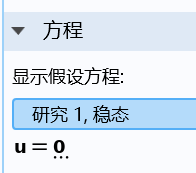 方程
显示假设方程:
研究 1, 稳态
u = 0